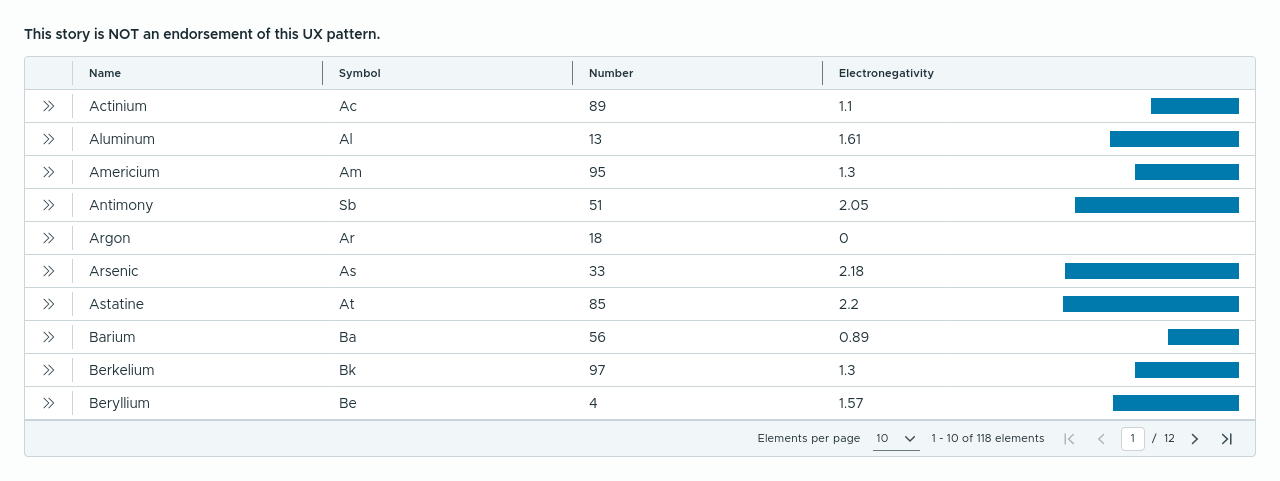 This story is NOT an endorsement of this UX pattern.
Name Symbol Number Electronegativity
Actinium Ac 89 1.1
Aluminum Al 13 1.61
Americium Am 95 1.3
Antimony Sb 51 2.05
Argon Ar 18 0
Arsenic As 33 2.18
Astatine At 85 2.2
Barium Ba 56 0.89
Berkelium Bk 97 1.3
Beryllium Be 4 1.57
Elements per page 10 1 - 10 of 118 elements 1 / 12